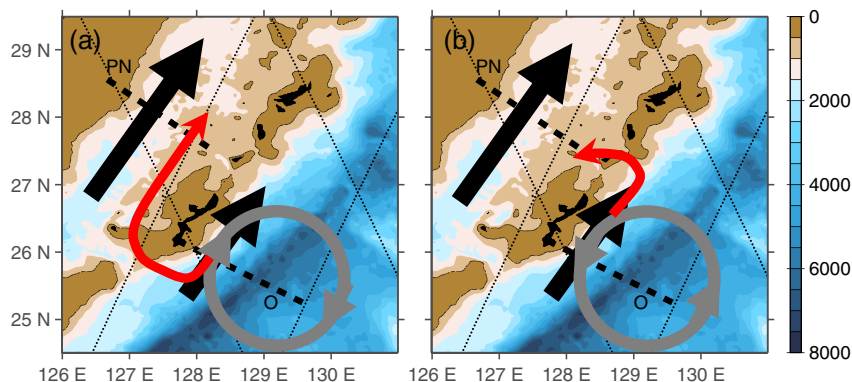 (a)
(b)
0
29 N
PN
PN
28 N
2000
27 N
4000
26 N
6000
O
O
25 N
8000
126 E 127 E 128 E 129 E 130 E
126 E 127 E 128 E 129 E 130 E